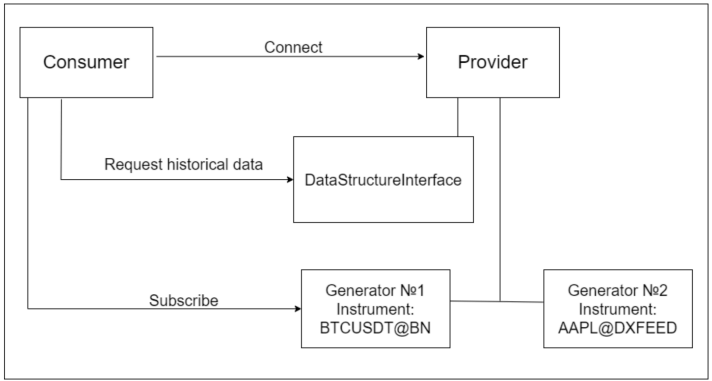 Consumer
Connect
Provider
Request historical data
DataStructureInterface
Subscribe
Generator №1
Instrument:
BTCUSDT@BN
Generator №2
Instrument:
AAPL@DXFEED